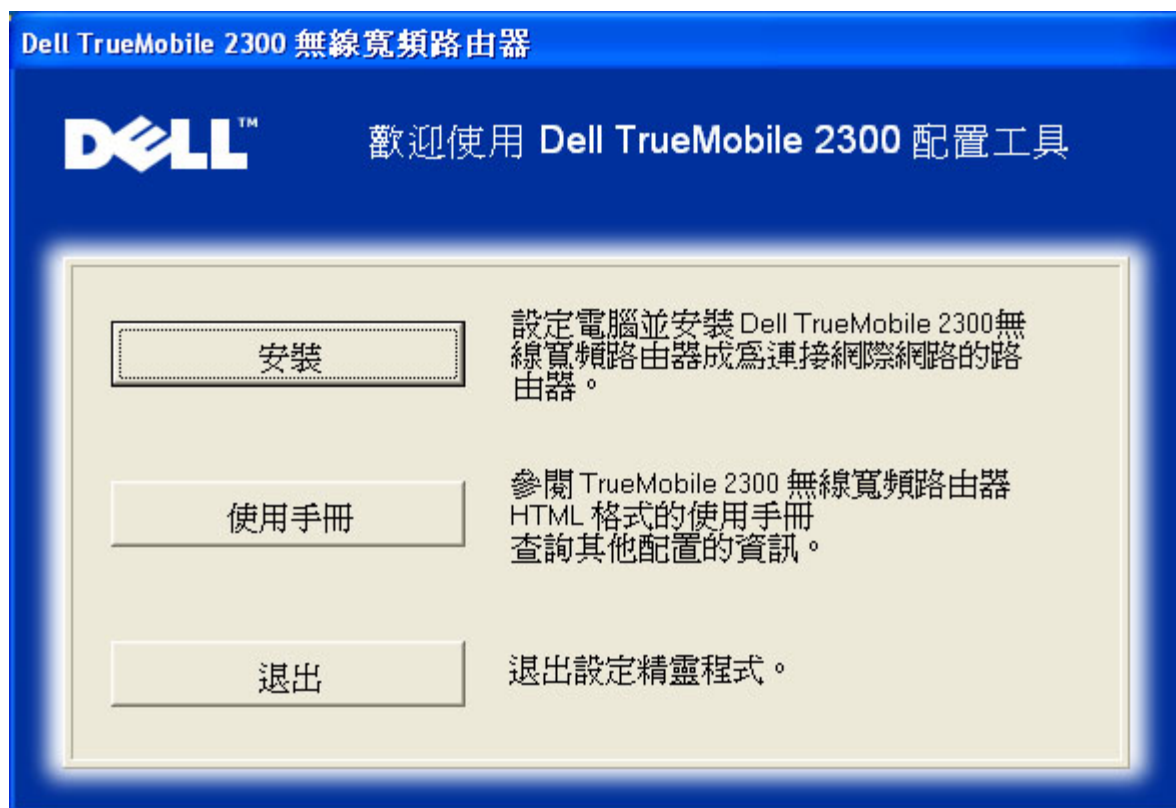 Dell TrueMobile 2300 無線寬頻路由器
DELL™
歡迎使用 Dell TrueMobile 2300 配置工具
安裝
設定電腦並安裝 Dell TrueMobile 2300無
線寬頻路由器成為連接網際網路的路
由器。
使用手冊
參閱 TrueMobile 2300 無線寬頻路由器
HTML 格式的使用手冊
查詢其他配置的資訊。
退出
退出設定精靈程式。